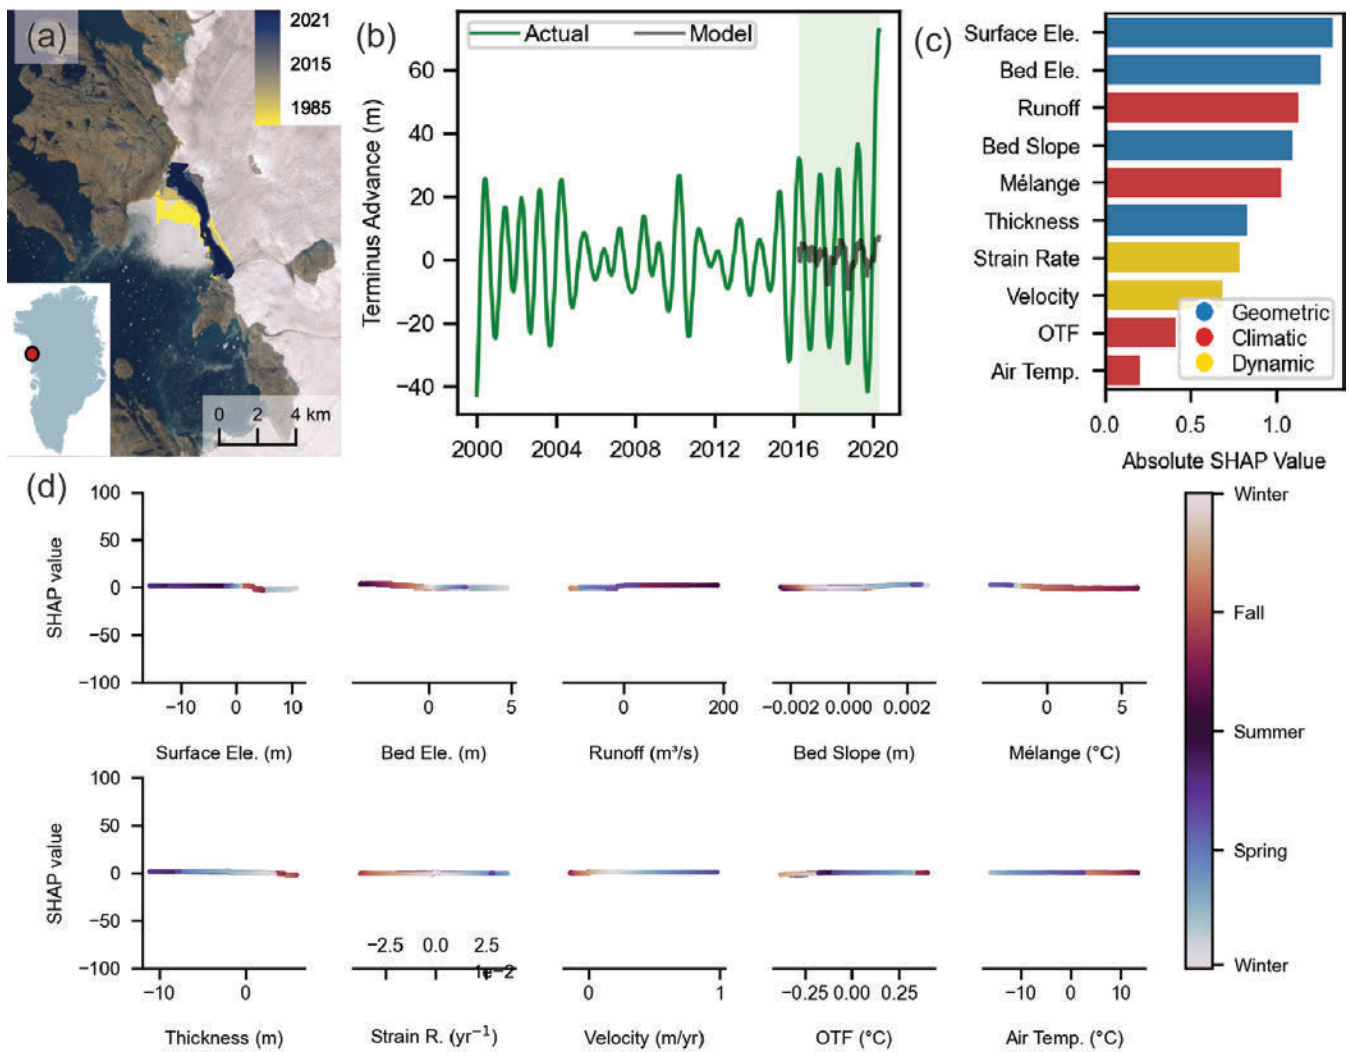 (a)
2021
2015
1985
0 2 4 km
(b)
Actual
Model
Terminus Advance (m)
60
40
20
0
−20
−40
2000 2004 2008 2012 2016 2020
(c)
Surface Ele.
Bed Ele.
Runoff
Bed Slope
Mélange
Thickness
Strain Rate
Velocity
OTF
Air Temp.
Geometric
Climatic
Dynamic
0.0 0.5 1.0
Absolute SHAP Value
(d)
SHAP value
100
50
0
−50
−100
−10 0 10
Surface Ele. (m)
0 5
Bed Ele. (m)
0 200
Runoff (m³/s)
−0.002 0.000 0.002
Bed Slope (m)
0 5
Mélange (°C)
SHAP value
100
50
0
−50
−100
−10 0
Thickness (m)
−2.5 0.0 2.5
1e−2
Strain R. (yr⁻¹)
0 1
Velocity (m/yr)
−0.25 0.00 0.25
OTF (°C)
−10 0 10
Air Temp. (°C)
Winter
Fall
Summer
Spring
Winter